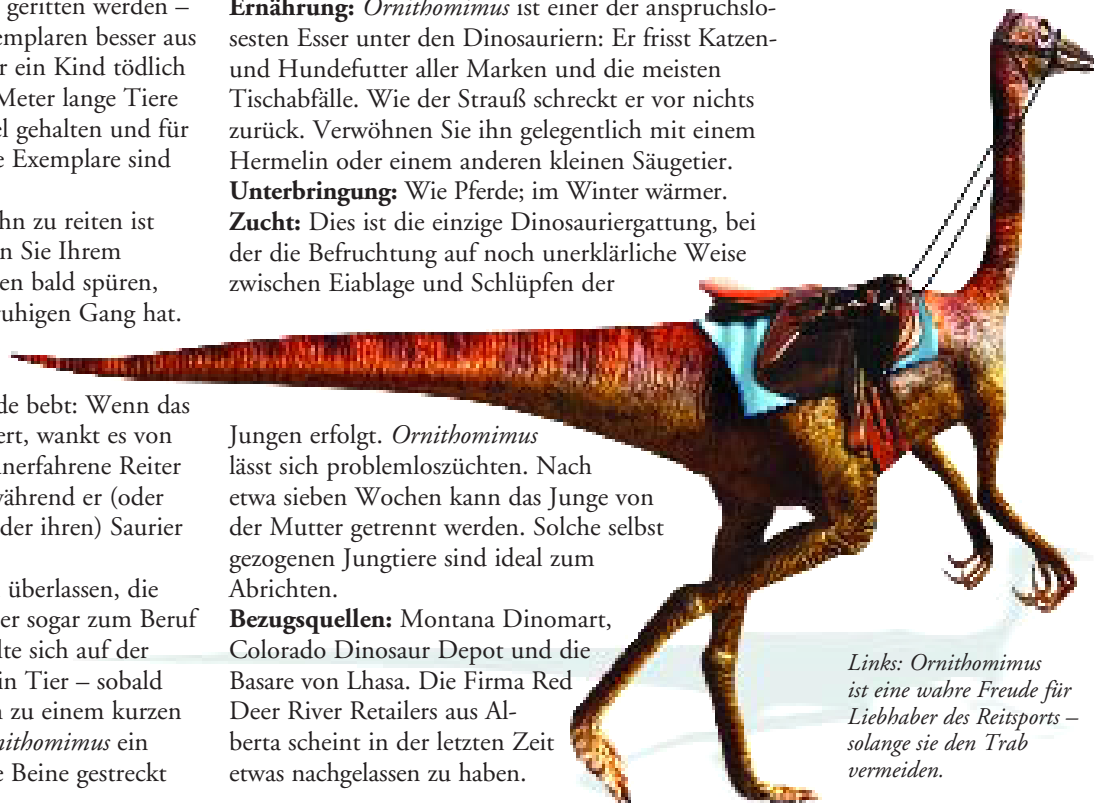 geritten werden –
emplaren besser aus
r ein Kind tödlich
Meter lange Tiere
el gehalten und für
e Exemplare sind
hn zu reiten ist
n Sie Ihrem
en bald spüren,
ruhigen Gang hat.
de bebt: Wenn das
ert, wankt es von
nerfahrene Reiter
während er (oder
der ihren) Saurier
überlassen, die
er sogar zum Beruf
lte sich auf der
in Tier – sobald
n zu einem kurzen
nithomimus ein
e Beine gestreckt
Ernährung: Ornithomimus ist einer der anspruchslo-
sesten Esser unter den Dinosauriern: Er frisst Katzen-
und Hundefutter aller Marken und die meisten
Tischabfälle. Wie der Strauß schreckt er vor nichts
zurück. Verwöhnen Sie ihn gelegentlich mit einem
Hermelin oder einem anderen kleinen Säugetier.
Unterbringung: Wie Pferde; im Winter wärmer.
Zucht: Dies ist die einzige Dinosauriergattung, bei
der die Befruchtung auf noch unerklärliche Weise
zwischen Eiablage und Schlüpfen der
Jungen erfolgt. Ornithomimus
lässt sich problemloszüchten. Nach
etwa sieben Wochen kann das Junge von
der Mutter getrennt werden. Solche selbst
gezogenen Jungtiere sind ideal zum
Abrichten.
Bezugsquellen: Montana Dinomart,
Colorado Dinosaur Depot und die
Basare von Lhasa. Die Firma Red
Deer River Retailers aus Al-
berta scheint in der letzten Zeit
etwas nachgelassen zu haben.
Links: Ornithomimus
ist eine wahre Freude für
Liebhaber des Reitsports –
solange sie den Trab
vermeiden.